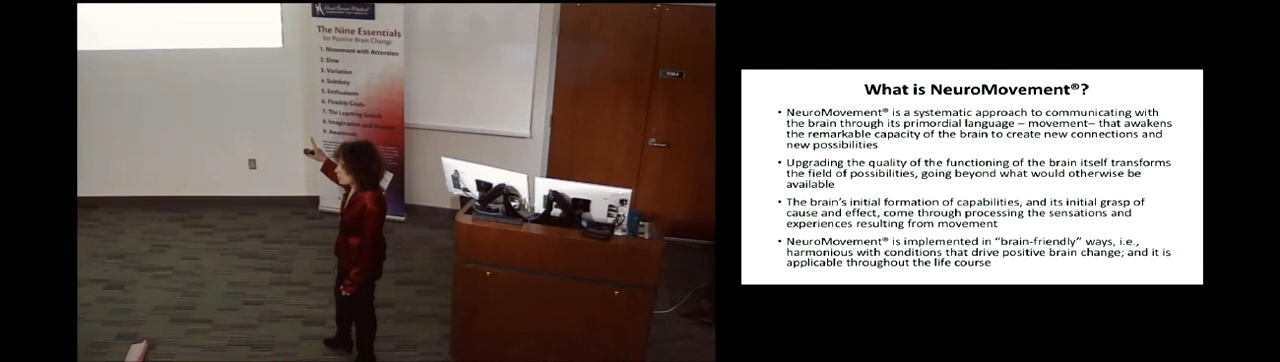 The Nine Essentials
for Positive Brain Change
1. Movement with Attention
2. Slow
3. Variation
4. Subtlety
5. Enthusiasm
6. Flexible Goals
7. The Learning Switch
8. Imagination and
9. Awareness
What is NeuroMovement®?
• NeuroMovement® is a systematic approach to communicating with
the brain through its primordial language – movement– that awakens
the remarkable capacity of the brain to create new connections and
new possibilities
• Upgrading the quality of the functioning of the brain itself transforms
the field of possibilities, going beyond what would otherwise be
available
• The brain’s initial formation of capabilities, and its initial grasp of
cause and effect, come through processing the sensations and
experiences resulting from movement
• NeuroMovement® is implemented in “brain-friendly” ways, i.e.,
harmonious with conditions that drive positive brain change; and it is
applicable throughout the life course